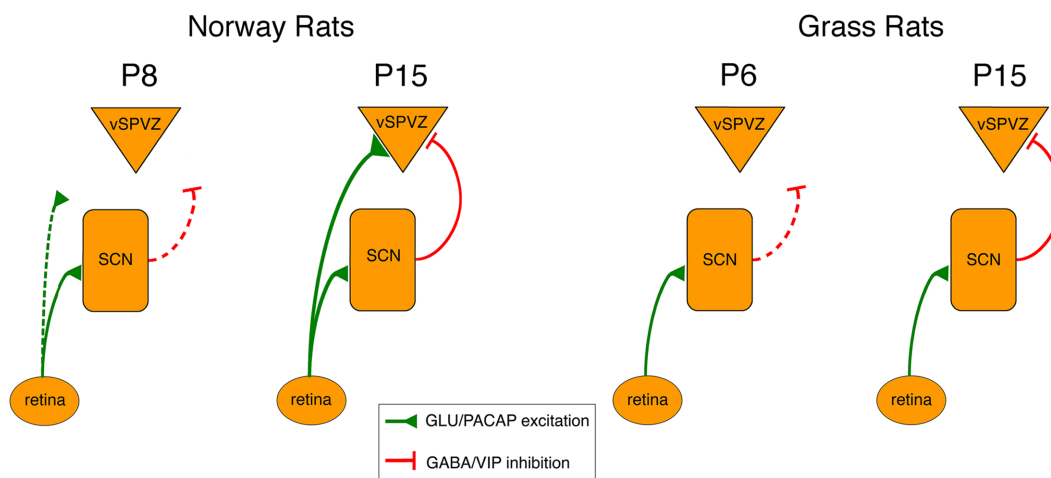 Norway Rats
Grass Rats
P8
P15
P6
P15
vSPVZ
vSPVZ
vSPVZ
vSPVZ
SCN
SCN
SCN
SCN
retina
retina
retina
retina
GLU/PACAP excitation
GABA/VIP inhibition